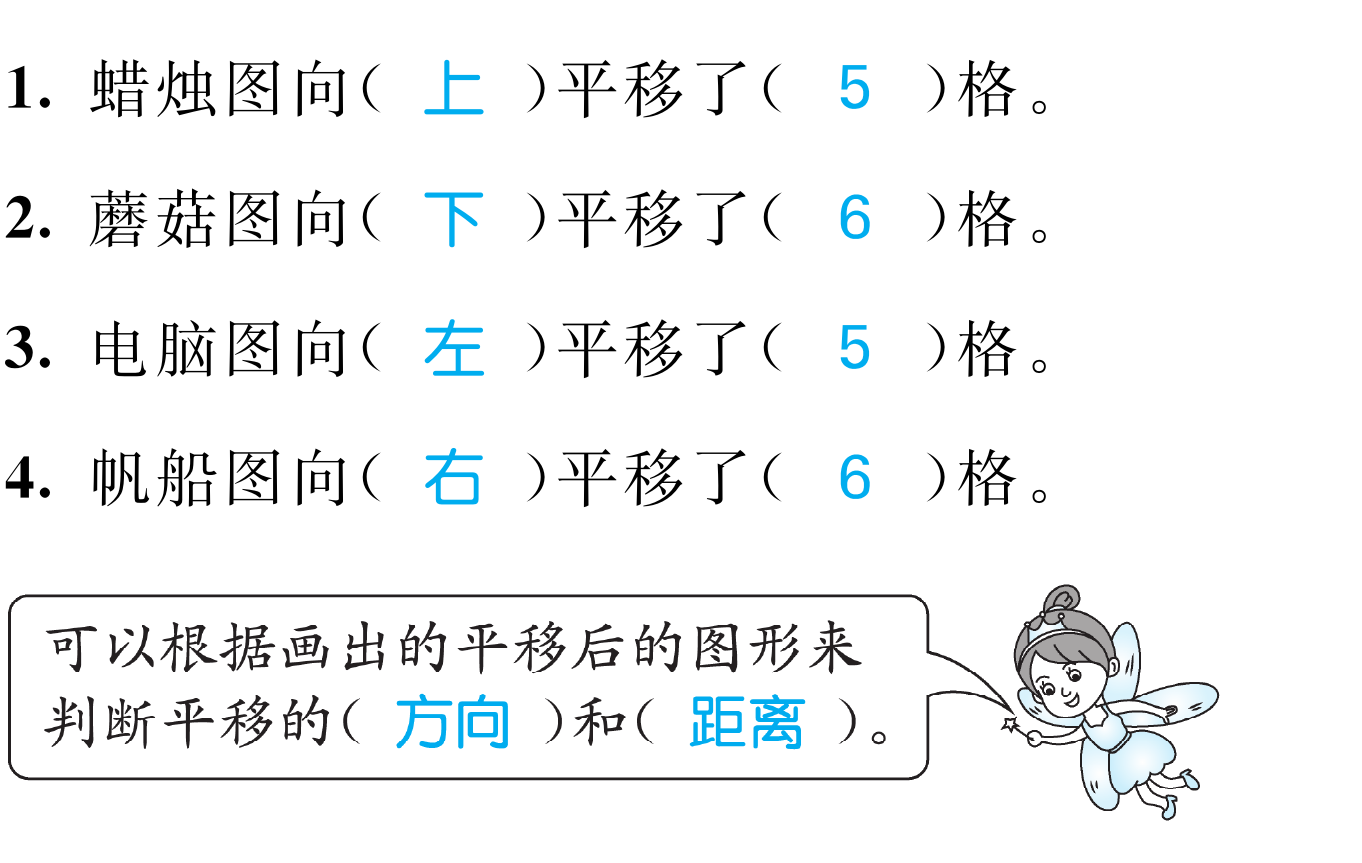 1. 蜡烛图向( 上 )平移了( 5 )格。
2. 蘑菇图向( 下 )平移了( 6 )格。
3. 电脑图向( 左 )平移了( 5 )格。
4. 帆船图向( 右 )平移了( 6 )格。
可以根据画出的平移后的图形来
判断平移的( 方向 )和( 距离 )。